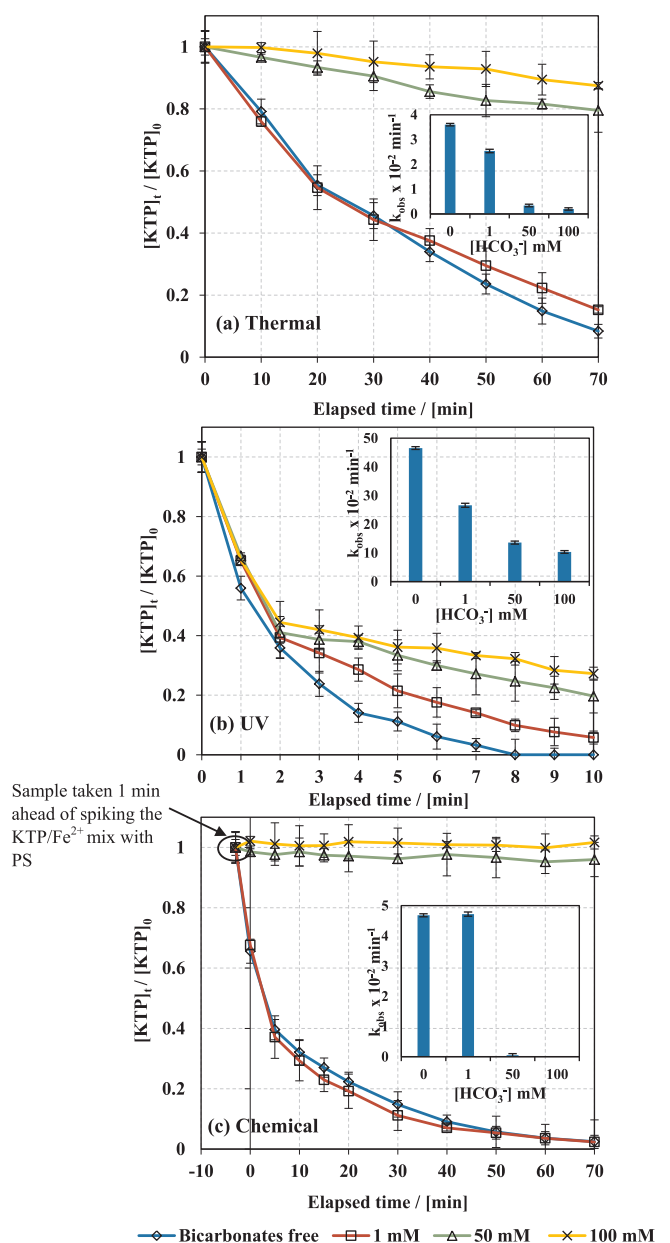 1
0.8
0.6
0.4
0.2
0
[KTP]t / [KTP]0
4
3
2
1
0
kobs x 10-2 min-1
0 1 50 100
[HCO3-] mM
(a) Thermal
0 10 20 30 40 50 60 70
Elapsed time / [min]
1
0.8
0.6
0.4
0.2
0
[KTP]t / [KTP]0
50
40
30
20
10
0
kobs x 10-2 min-1
0 1 50 100
[HCO3-] mM
(b) UV
0 1 2 3 4 5 6 7 8 9 10
Elapsed time / [min]
Sample taken 1 min
ahead of spiking the
KTP/Fe2+ mix with
PS
1
0.8
0.6
0.4
0.2
0
[KTP]t / [KTP]0
5
4
3
2
1
0
kobs x 10-2 min-1
0 1 50 100
[HCO3-] mM
(c) Chemical
-10 0 10 20 30 40 50 60 70
Elapsed time / [min]
Bicarbonates free 1 mM 50 mM 100 mM